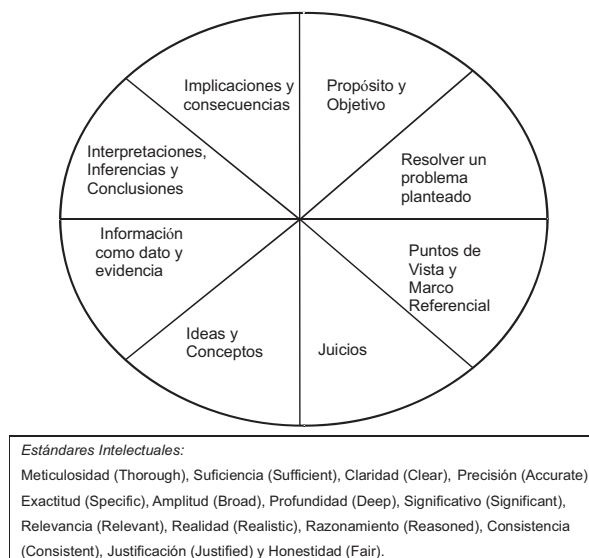 Implicaciones y
consecuencias
Propósito y
Objetivo
Resolver un
problema
planteado
Puntos de
Vista y
Marco
Referencial
Juicios
Ideas y
Conceptos
Información
como dato y
evidencia
Interpretaciones,
Inferencias y
Conclusiones
Estándares Intelectuales:
Meticulosidad (Thorough), Suficiencia (Sufficient), Claridad (Clear), Precisión (Accurate)
Exactitud (Specific), Amplitud (Broad), Profundidad (Deep), Significativo (Significant),
Relevancia (Relevant), Realidad (Realistic), Razonamiento (Reasoned), Consistencia
(Consistent), Justificación (Justified) y Honestidad (Fair).